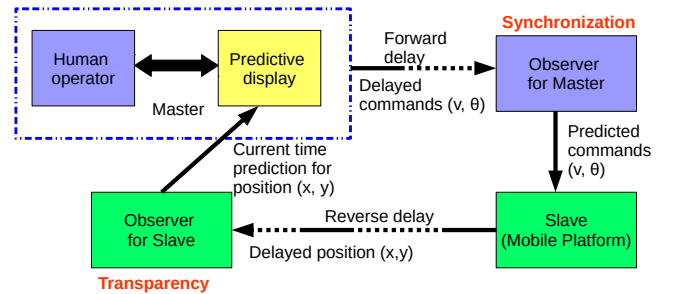 Synchronization
Human
operator
Predictive
display
Master
Forward
delay
Delayed
commands (v, θ)
Observer
for Master
Predicted
commands
(v, θ)
Current time
prediction for
position (x, y)
Observer
for Slave
Reverse delay
Delayed position (x,y)
Slave
(Mobile Platform)
Transparency